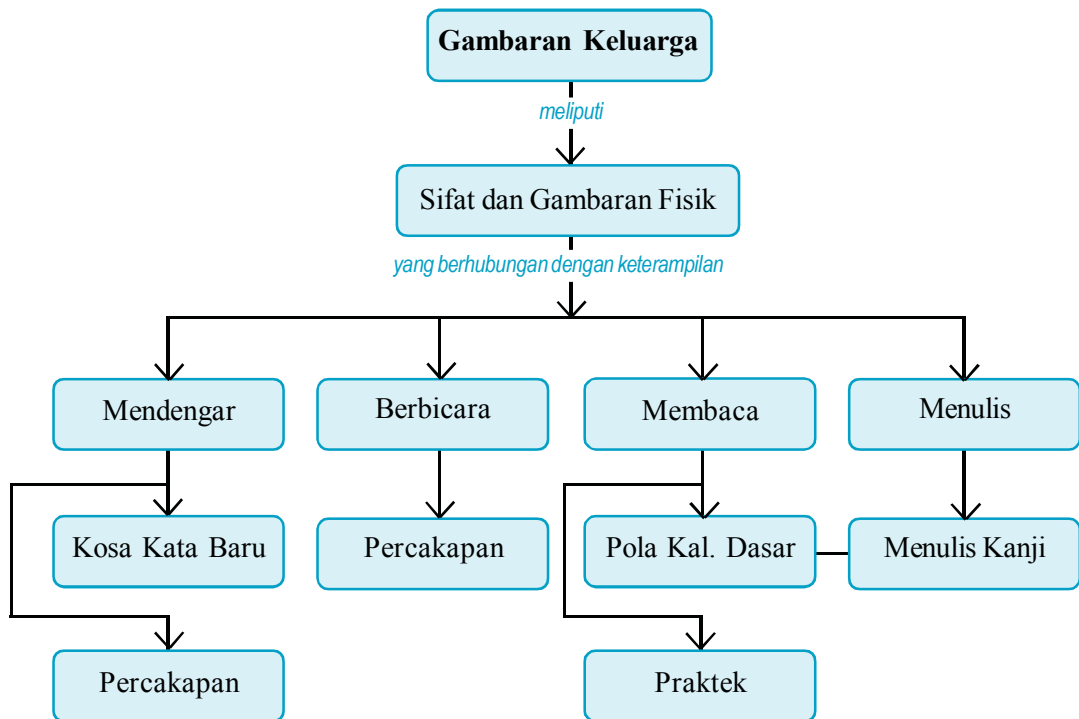 Gambaran Keluarga
meliputi
Sifat dan Gambaran Fisik
yang berhubungan dengan keterampilan
Mendengar
Berbicara
Membaca
Menulis
Kosa Kata Baru
Percakapan
Pola Kal. Dasar
Menulis Kanji
Percakapan
Praktek